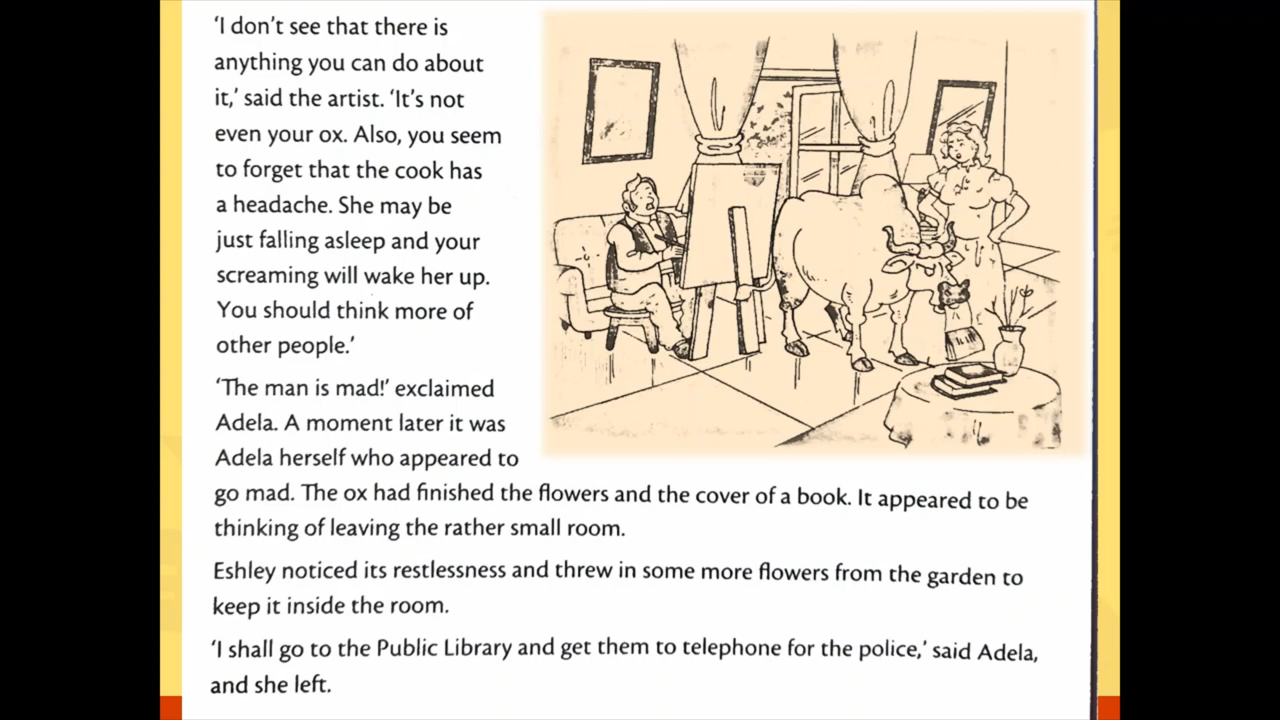 ‘I don’t see that there is
anything you can do about
it,’ said the artist. ‘It’s not
even your ox. Also, you seem
to forget that the cook has
a headache. She may be
just falling asleep and your
screaming will wake her up.
You should think more of
other people.’
‘The man is mad!’ exclaimed
Adela. A moment later it was
Adela herself who appeared to
go mad. The ox had finished the flowers and the cover of a book. It appeared to be
thinking of leaving the rather small room.
Eshley noticed its restlessness and threw in some more flowers from the garden to
keep it inside the room.
‘I shall go to the Public Library and get them to telephone for the police,’ said Adela,
and she left.